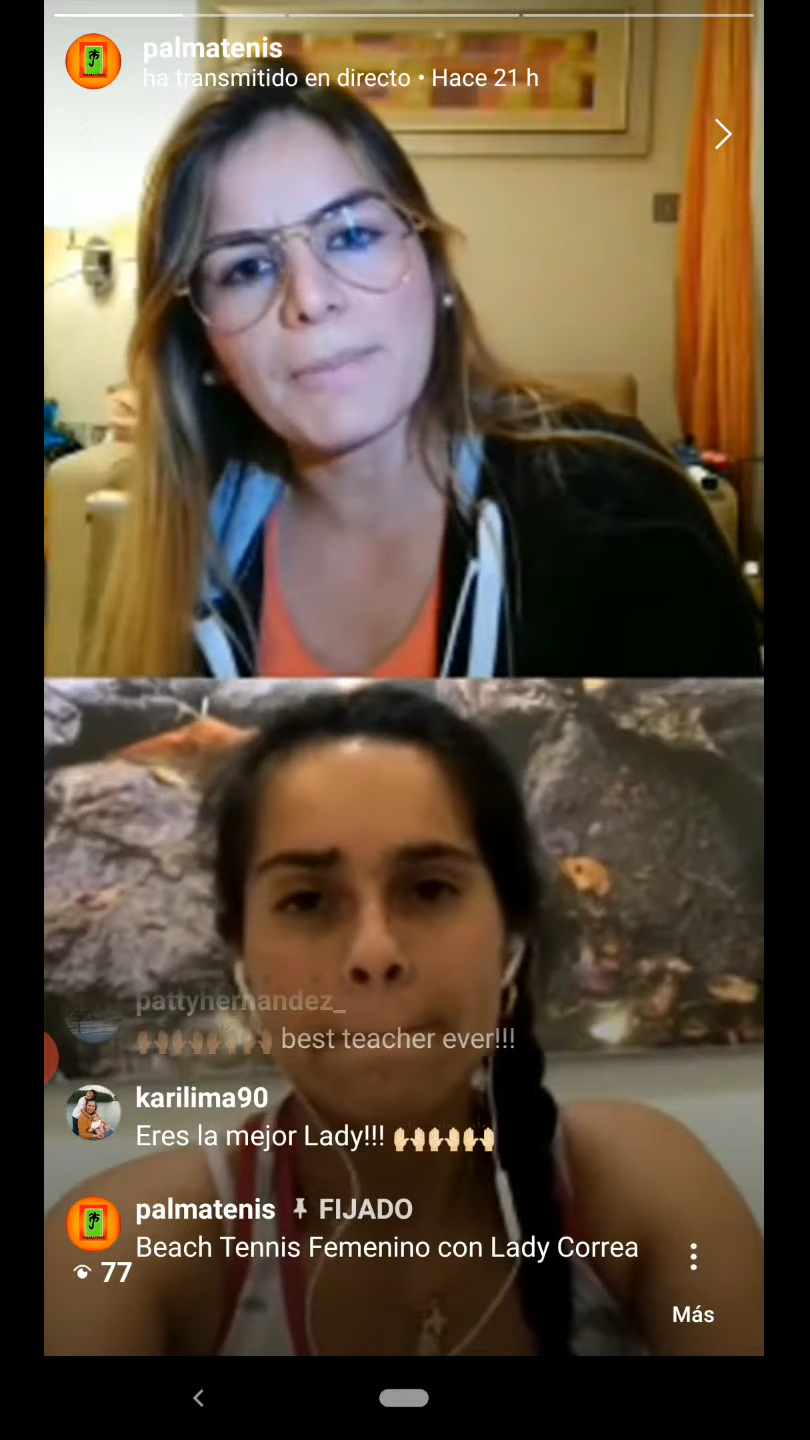 palmatenis
ha transmitido en directo • Hace 21 h
pattyhernandez_
🙌🏽🙌🏽🙌🏽🙌🏽🙌🏽 best teacher ever!!!
karilima90
Eres la mejor Lady!!! 🙌🏼🙌🏼🙌🏼🙌🏼
palmatenis 📌 FIJADO
Beach Tennis Femenino con Lady Correa
77
Más